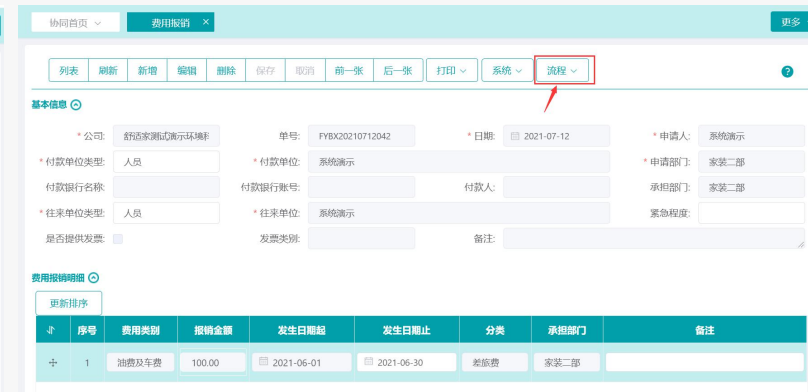 协同首页 费用报销 × 更多
列表 刷新 新增 编辑 删除 保存 取消 前一张 后一张 打印 系统 流程 ?
基本信息
* 公司: 舒适家测试演示环境科 单号: FYBX20210712042 * 日期: 2021-07-12 * 申请人: 系统演示
* 付款单位类型: 人员 * 付款单位: 系统演示 * 申请部门: 家装二部
付款银行名称: 付款银行账号: 付款人: 承担部门: 家装二部
* 往来单位类型: 人员 * 往来单位: 系统演示 紧急程度:
是否提供发票: 发票类别: 备注:
费用报销明细
更新排序
序号 费用类别 报销金额 发生日期起 发生日期止 分类 承担部门 备注
1 油费及车费 100.00 2021-06-01 2021-06-30 差旅费 家装二部